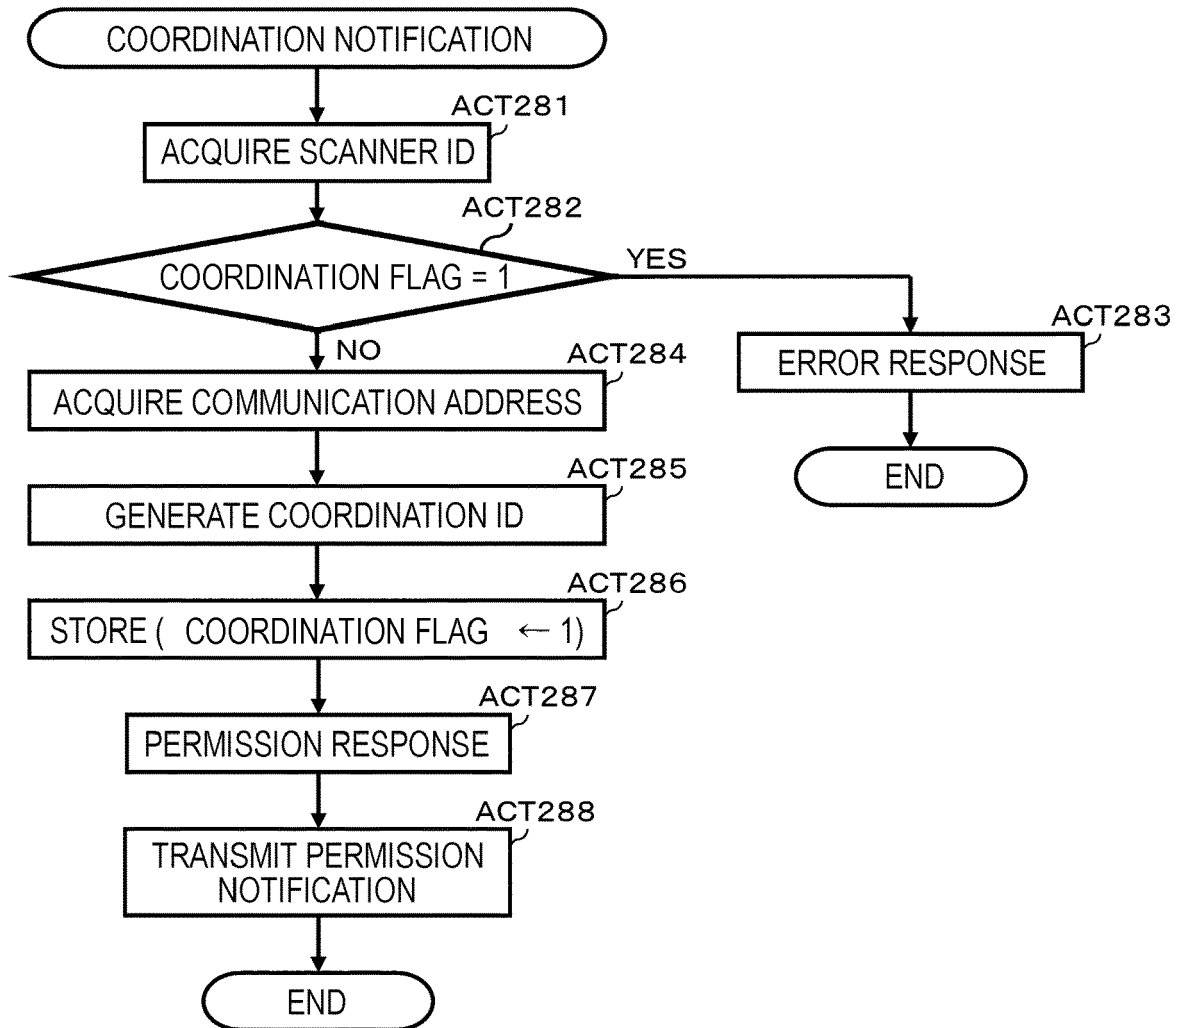 COORDINATION NOTIFICATION
ACT281
ACQUIRE SCANNER ID
ACT282
COORDINATION FLAG = 1
YES
NO
ACT283
ERROR RESPONSE
END
ACT284
ACQUIRE COMMUNICATION ADDRESS
ACT285
GENERATE COORDINATION ID
ACT286
STORE ( COORDINATION FLAG ← 1)
ACT287
PERMISSION RESPONSE
ACT288
TRANSMIT PERMISSION
NOTIFICATION
END